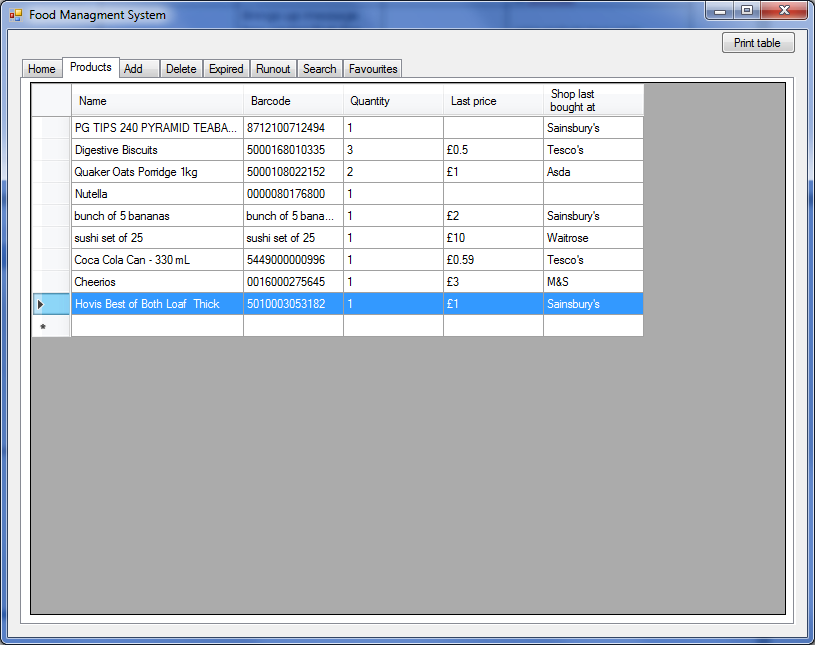 Food Managment System
Print table
Home Products Add Delete Expired Runout Search Favourites
Name Barcode Quantity Last price Shop last bought at
PG TIPS 240 PYRAMID TEABA... 8712100712494 1 Sainsbury's
Digestive Biscuits 5000168010335 3 £0.5 Tesco's
Quaker Oats Porridge 1kg 5000108022152 2 £1 Asda
Nutella 0000080176800 1
bunch of 5 bananas bunch of 5 bana... 1 £2 Sainsbury's
sushi set of 25 sushi set of 25 1 £10 Waitrose
Coca Cola Can - 330 mL 5449000000996 1 £0.59 Tesco's
Cheerios 0016000275645 1 £3 M&S
Hovis Best of Both Loaf Thick 5010003053182 1 £1 Sainsbury's
*